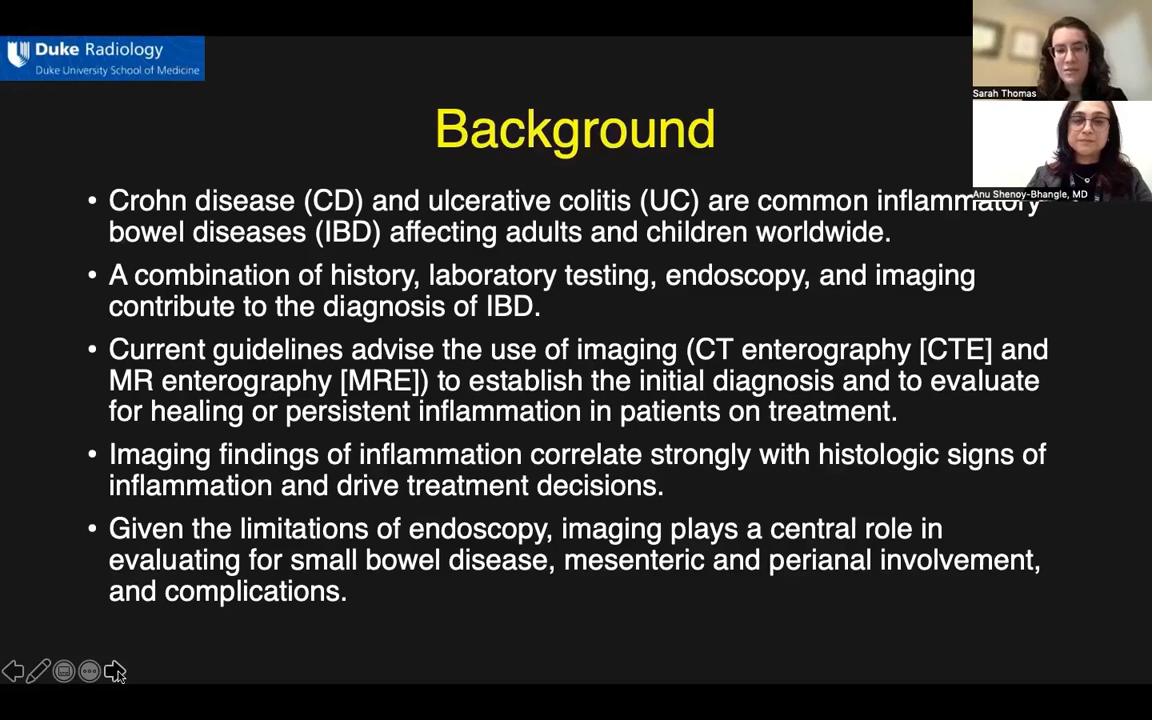 Duke Radiology
Duke University School of Medicine
Sarah Thomas
Anu Shenoy-Bhangle, MD
Background
• Crohn disease (CD) and ulcerative colitis (UC) are common inflammatory
bowel diseases (IBD) affecting adults and children worldwide.
• A combination of history, laboratory testing, endoscopy, and imaging
contribute to the diagnosis of IBD.
• Current guidelines advise the use of imaging (CT enterography [CTE] and
MR enterography [MRE]) to establish the initial diagnosis and to evaluate
for healing or persistent inflammation in patients on treatment.
• Imaging findings of inflammation correlate strongly with histologic signs of
inflammation and drive treatment decisions.
• Given the limitations of endoscopy, imaging plays a central role in
evaluating for small bowel disease, mesenteric and perianal involvement,
and complications.